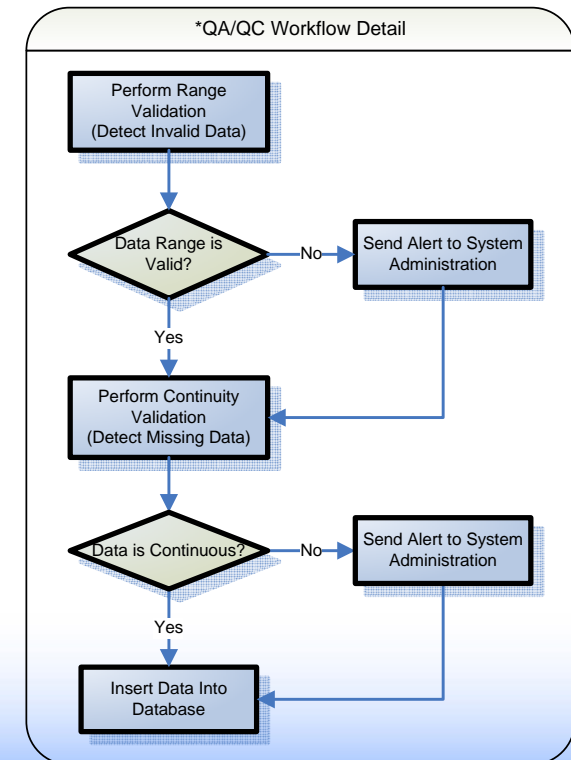 *QA/QC Workflow Detail
Perform Range
Validation
(Detect Invalid Data)
Data Range is
Valid?
No
Send Alert to System
Administration
Yes
Perform Continuity
Validation
(Detect Missing Data)
Data is Continuous?
No
Send Alert to System
Administration
Yes
Insert Data Into
Database